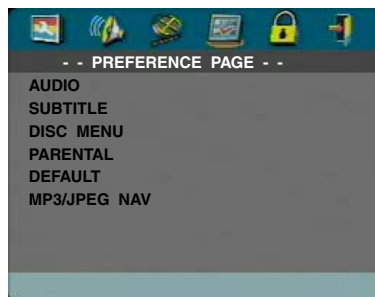 - - PREFERENCE PAGE - -
AUDIO
SUBTITLE
DISC MENU
PARENTAL
DEFAULT
MP3/JPEG NAV